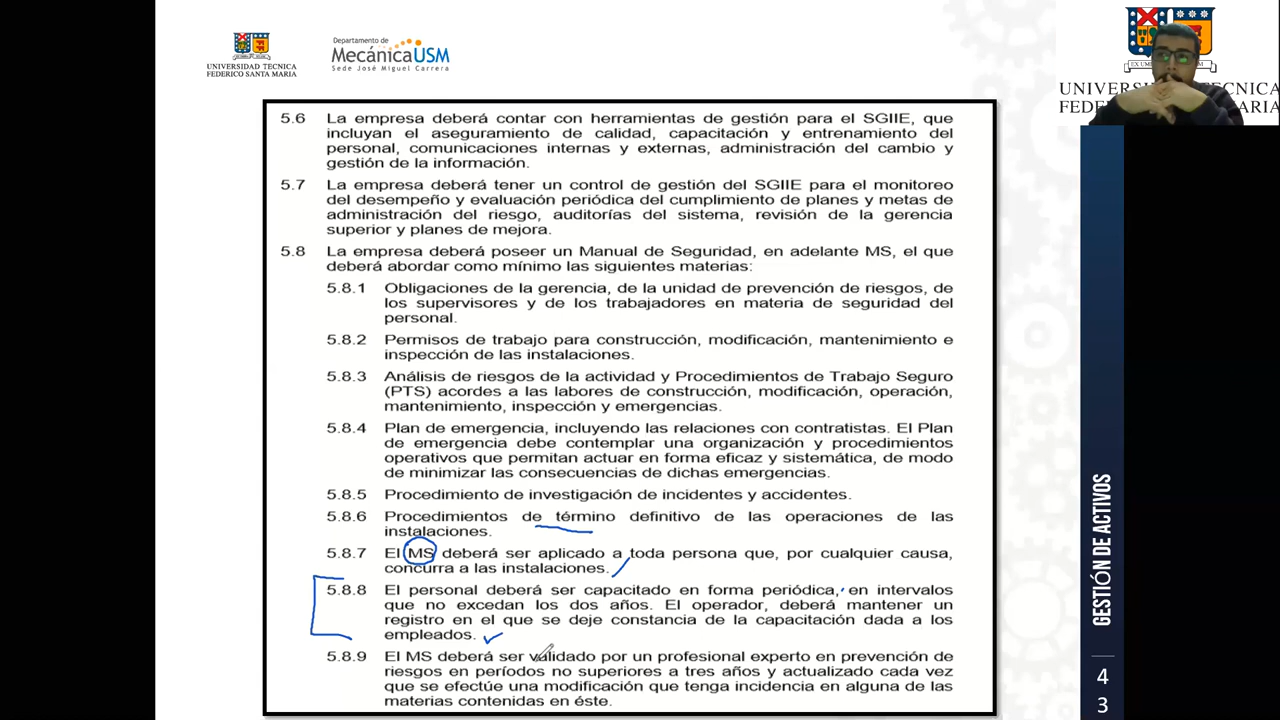 UNIVERSIDAD TECNICA
FEDERICO SANTA MARIA
Departamento de
MecánicaUSM
Sede José Miguel Carrera
5.6 La empresa deberá contar con herramientas de gestión para el SGIIE, que
incluyan el aseguramiento de calidad, capacitación y entrenamiento del
personal, comunicaciones internas y externas, administración del cambio y
gestión de la información.
5.7 La empresa deberá tener un control de gestión del SGIIE para el monitoreo
del desempeño y evaluación periódica del cumplimiento de planes y metas de
administración del riesgo, auditorías del sistema, revisión de la gerencia
superior y planes de mejora.
5.8 La empresa deberá poseer un Manual de Seguridad, en adelante MS, el que
deberá abordar como mínimo las siguientes materias:
5.8.1 Obligaciones de la gerencia, de la unidad de prevención de riesgos, de
los supervisores y de los trabajadores en materia de seguridad del
personal.
5.8.2 Permisos de trabajo para construcción, modificación, mantenimiento e
inspección de las instalaciones.
5.8.3 Análisis de riesgos de la actividad y Procedimientos de Trabajo Seguro
(PTS) acordes a las labores de construcción, modificación, operación,
mantenimiento, inspección y emergencias.
5.8.4 Plan de emergencia, incluyendo las relaciones con contratistas. El Plan
de emergencia debe contemplar una organización y procedimientos
operativos que permitan actuar en forma eficaz y sistemática, de modo
de minimizar las consecuencias de dichas emergencias.
5.8.5 Procedimiento de investigación de incidentes y accidentes.
5.8.6 Procedimientos de término definitivo de las operaciones de las
instalaciones.
5.8.7 El MS deberá ser aplicado a toda persona que, por cualquier causa,
concurra a las instalaciones.
5.8.8 El personal deberá ser capacitado en forma periódica, en intervalos
que no excedan los dos años. El operador, deberá mantener un
registro en el que se deje constancia de la capacitación dada a los
empleados.
5.8.9 El MS deberá ser validado por un profesional experto en prevención de
riesgos en períodos no superiores a tres años y actualizado cada vez
que se efectúe una modificación que tenga incidencia en alguna de las
materias contenidas en éste.
GESTIÓN DE ACTIVOS
4
3